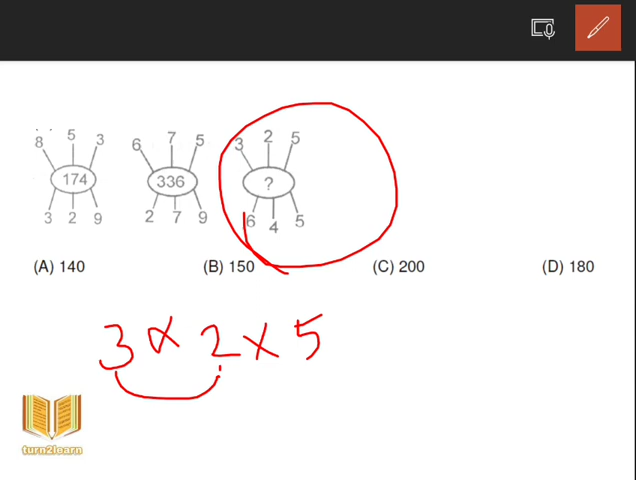 8 5 3 6 7 5 3 2 5
174 336 ?
3 2 9 2 7 9 6 4 5
(A) 140 (B) 150 (C) 200 (D) 180
3 × 2 × 5
turn2learn